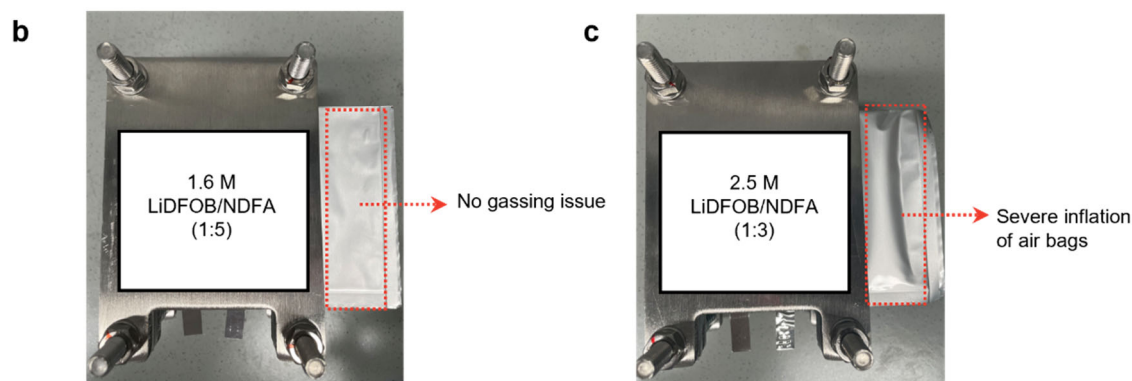 b
1.6 M
LiDFOB/NDFA
(1:5)
No gassing issue
c
2.5 M
LiDFOB/NDFA
(1:3)
Severe inflation
of air bags